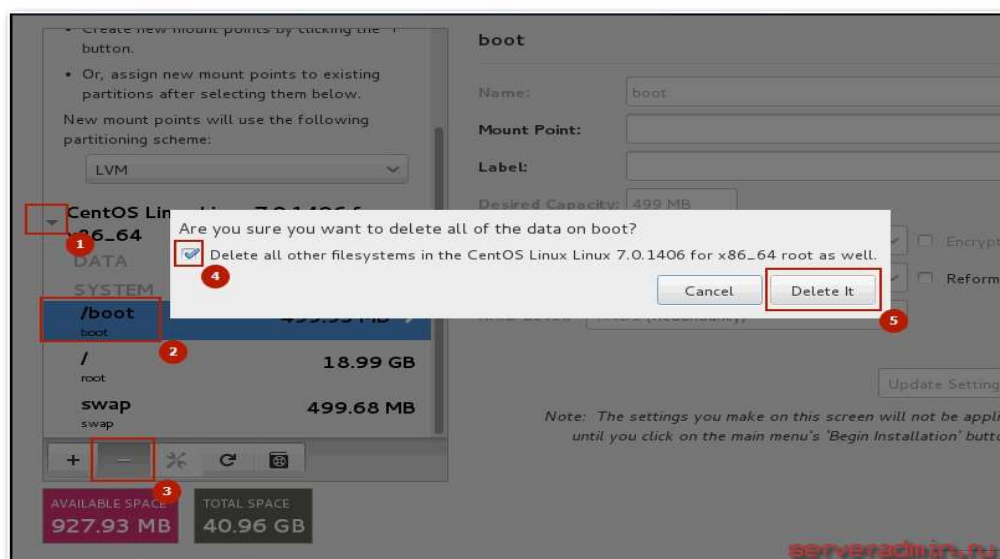 • Create new mount points by clicking the '+'
button.
• Or, assign new mount points to existing
partitions after selecting them below.
New mount points will use the following
partitioning scheme:
LVM
CentOS Lin
1
x86_64
DATA
SYSTEM
/boot
boot
2
/
18.99 GB
root
swap
499.68 MB
swap
+
−
3
AVAILABLE SPACE
927.93 MB
TOTAL SPACE
40.96 GB
boot
Name:
boot
Mount Point:
Label:
Desired Capacity:
499 MB
Are you sure you want to delete all of the data on boot?
Delete all other filesystems in the CentOS Linux Linux 7.0.1406 for x86_64 root as well.
4
Cancel
Delete It
5
Encrypt
Reform
Update Setting
Note: The settings you make on this screen will not be appli
until you click on the main menu's 'Begin Installation' butto
serveradmin.ru